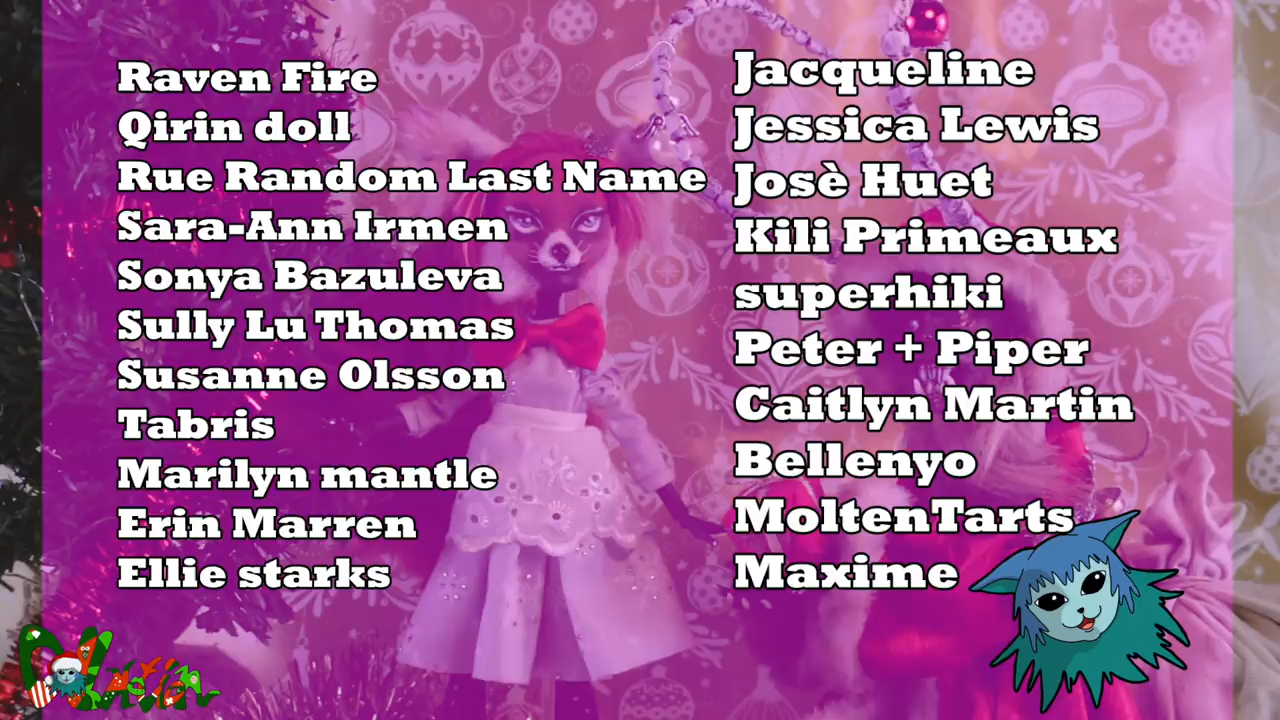 Raven Fire
Qirin doll
Rue Random Last Name
Sara-Ann Irmen
Sonya Bazuleva
Sully Lu Thomas
Susanne Olsson
Tabris
Marilyn mantle
Erin Marren
Ellie starks
Jacqueline
Jessica Lewis
Josè Huet
Kili Primeaux
superhiki
Peter + Piper
Caitlyn Martin
Bellenyo
MoltenTarts
Maxime